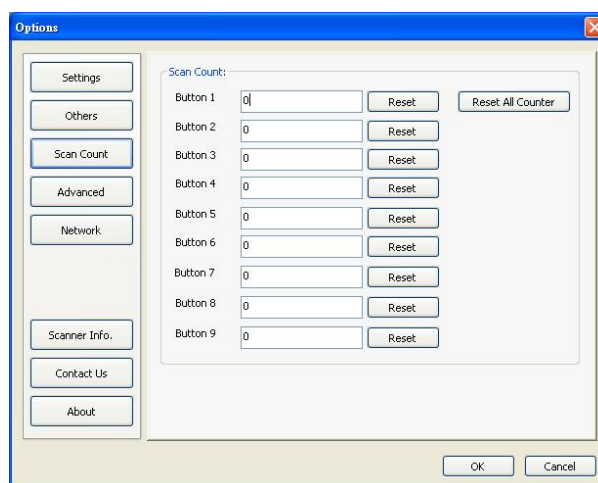 Options
Settings
Others
Scan Count
Advanced
Network
Scanner Info.
Contact Us
About
Scan Count:
Button 1 0 Reset Reset All Counter
Button 2 0 Reset
Button 3 0 Reset
Button 4 0 Reset
Button 5 0 Reset
Button 6 0 Reset
Button 7 0 Reset
Button 8 0 Reset
Button 9 0 Reset
OK Cancel